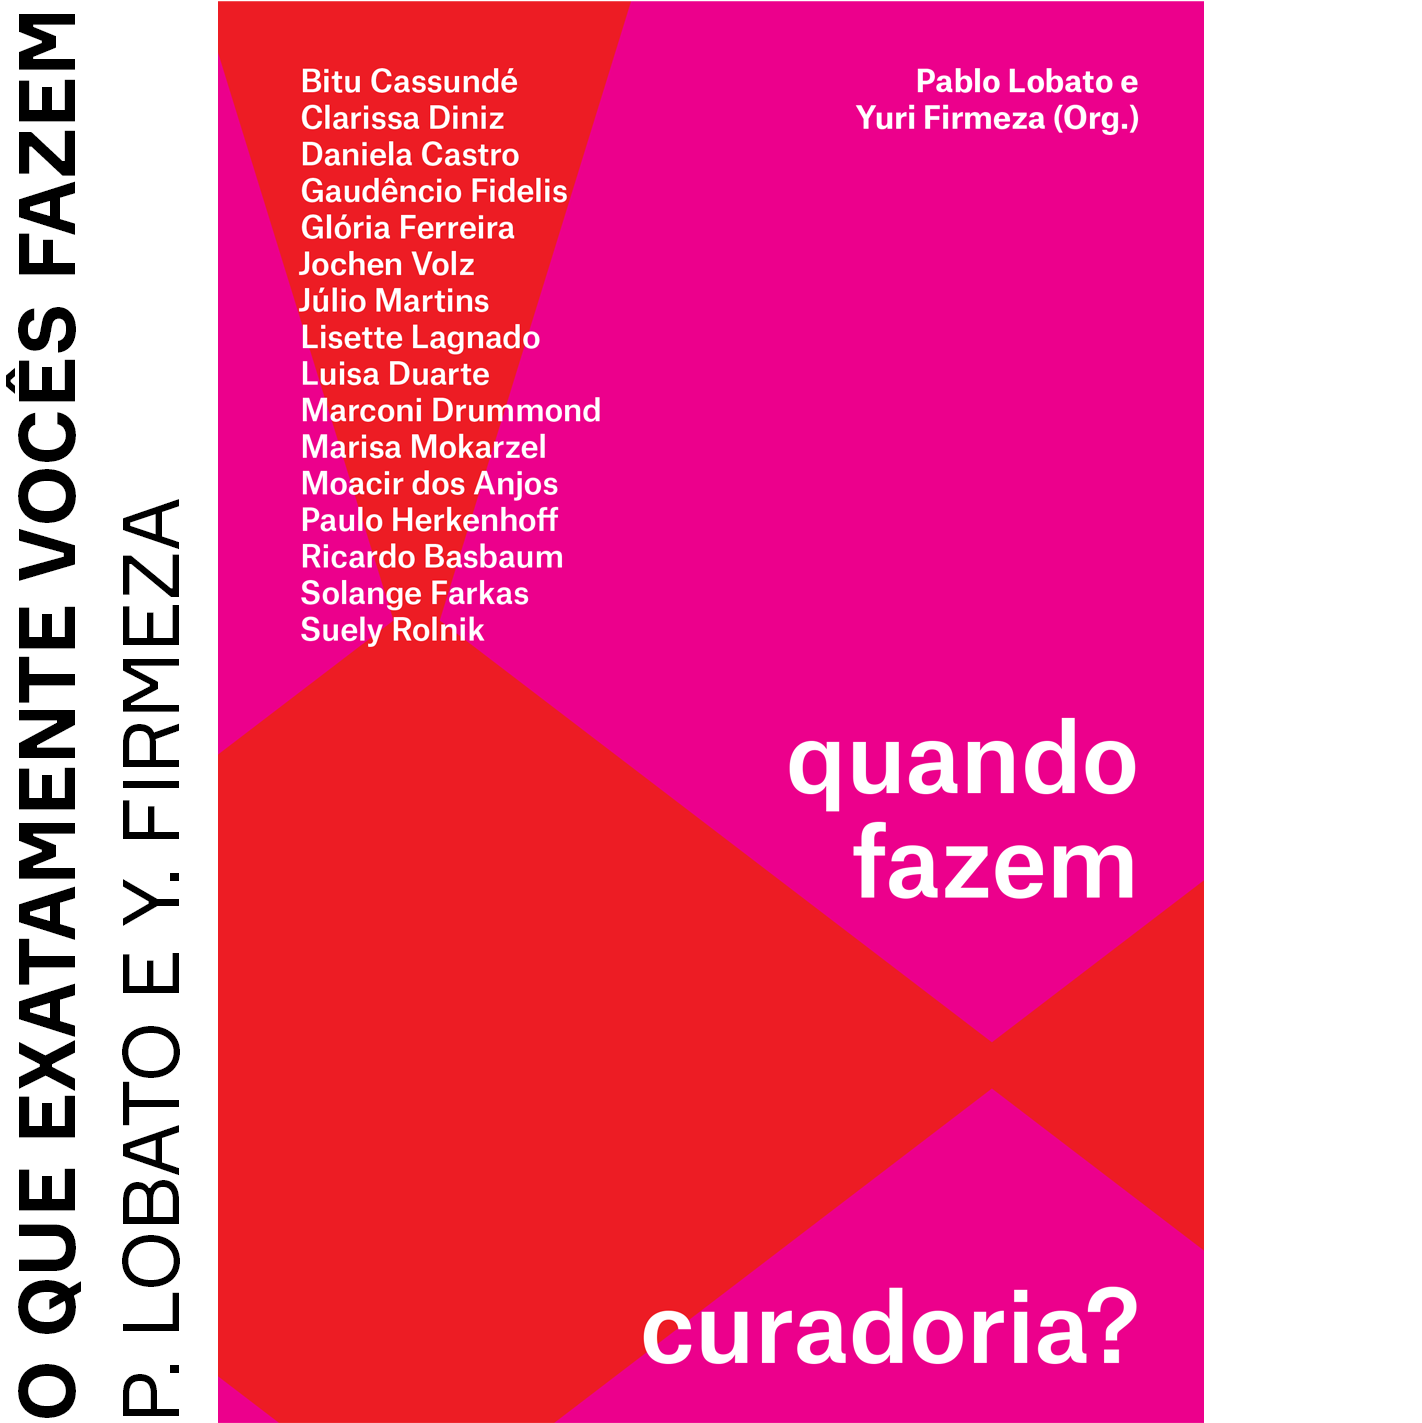 O QUE EXATAMENTE VOCÊS FAZEM
P. LOBATO E Y. FIRMEZA
Bitu Cassundé
Clarissa Diniz
Daniela Castro
Gaudêncio Fidelis
Glória Ferreira
Jochen Volz
Júlio Martins
Lisette Lagnado
Luisa Duarte
Marconi Drummond
Marisa Mokarzel
Moacir dos Anjos
Paulo Herkenhoff
Ricardo Basbaum
Solange Farkas
Suely Rolnik
Pablo Lobato e
Yuri Firmeza (Org.)
quando
fazem
curadoria?